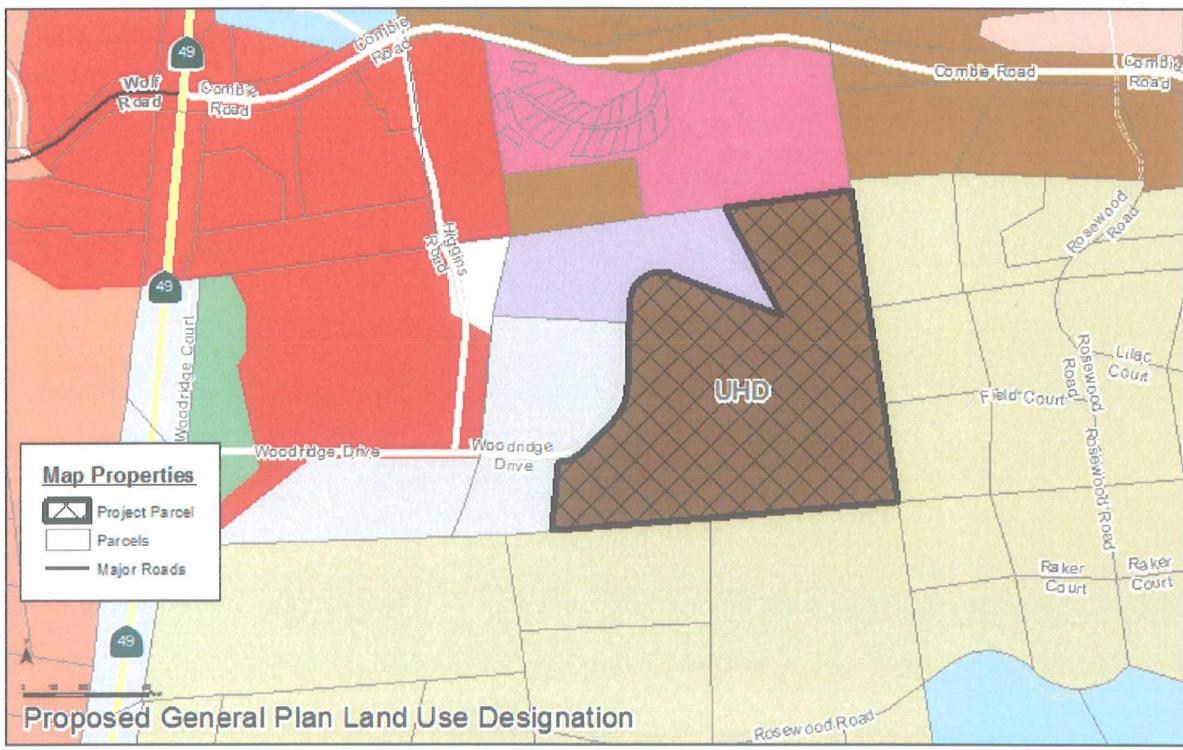 49
Combie
Road
Wolf
Road
Combie
Road
Combie Road
Combie
Road
Higgins
Road
Rosewood
Road
49
Woodridge Court
UHD
Rosewood
Road
Lilac
Court
Field Court
Woodridge Drive
Woodridge
Drive
Rosewood Road
Map Properties
Project Parcel
Parcels
Major Roads
Raker
Court
Raker
Court
49
Proposed General Plan Land Use Designation
Rosewood Road